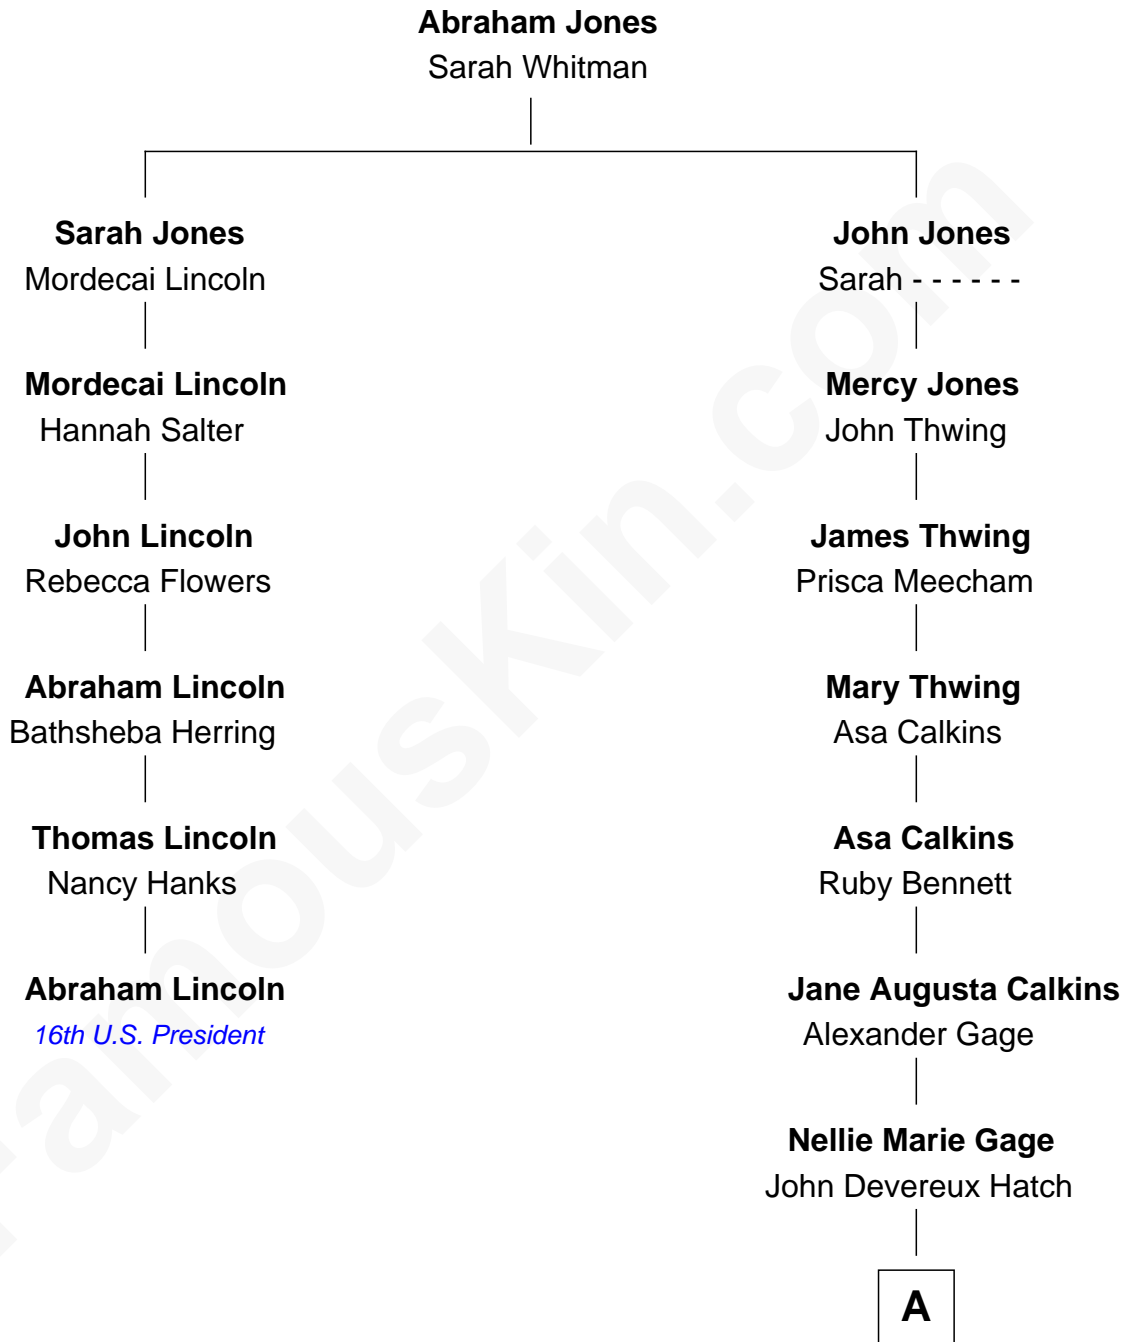 Abraham Jones
Sarah Whitman
Sarah Jones
Mordecai Lincoln
John Jones
Sarah - - - - - -
Mordecai Lincoln
Hannah Salter
Mercy Jones
John Thwing
John Lincoln
Rebecca Flowers
James Thwing
Prisca Meecham
Abraham Lincoln
Bathsheba Herring
Mary Thwing
Asa Calkins
Thomas Lincoln
Nancy Hanks
Asa Calkins
Ruby Bennett
Abraham Lincoln
16th U.S. President
Jane Augusta Calkins
Alexander Gage
Nellie Marie Gage
John Devereux Hatch
A
FamousKin.com